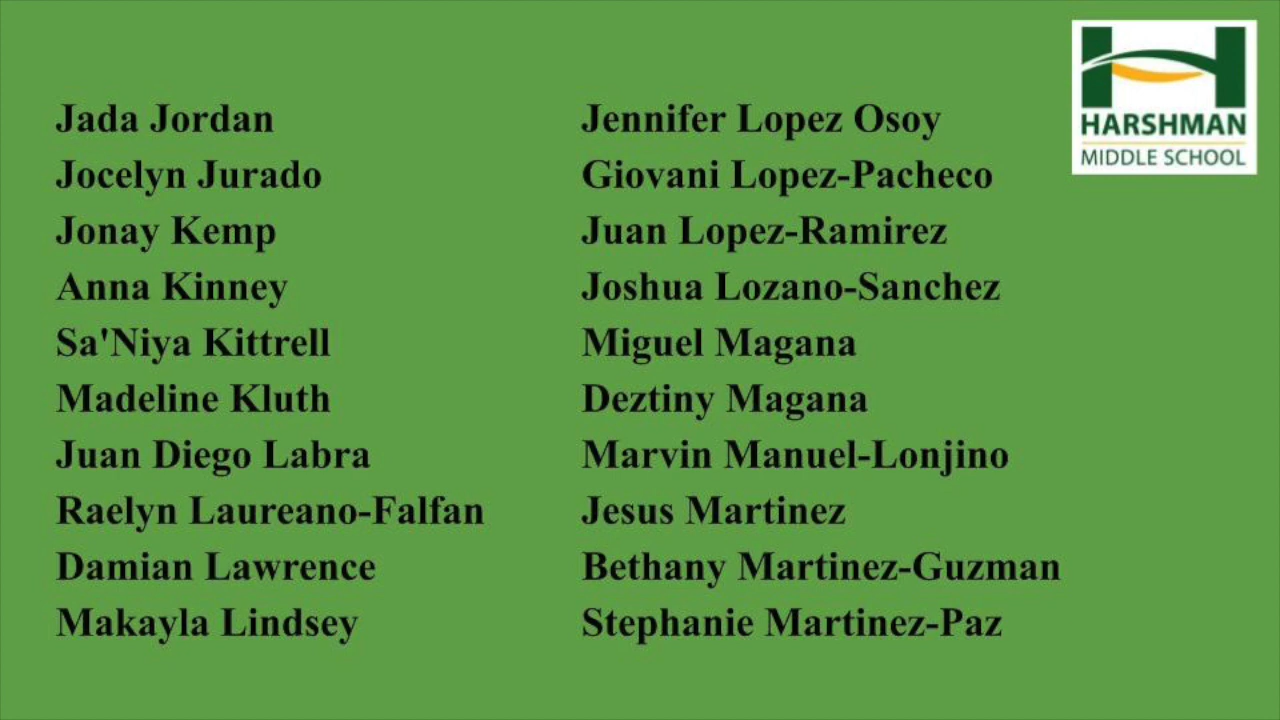 Jada Jordan
Jocelyn Jurado
Jonay Kemp
Anna Kinney
Sa'Niya Kittrell
Madeline Kluth
Juan Diego Labra
Raelyn Laureano-Falfan
Damian Lawrence
Makayla Lindsey
Jennifer Lopez Osoy
Giovani Lopez-Pacheco
Juan Lopez-Ramirez
Joshua Lozano-Sanchez
Miguel Magana
Deztiny Magana
Marvin Manuel-Lonjino
Jesus Martinez
Bethany Martinez-Guzman
Stephanie Martinez-Paz
HARSHMAN
MIDDLE SCHOOL